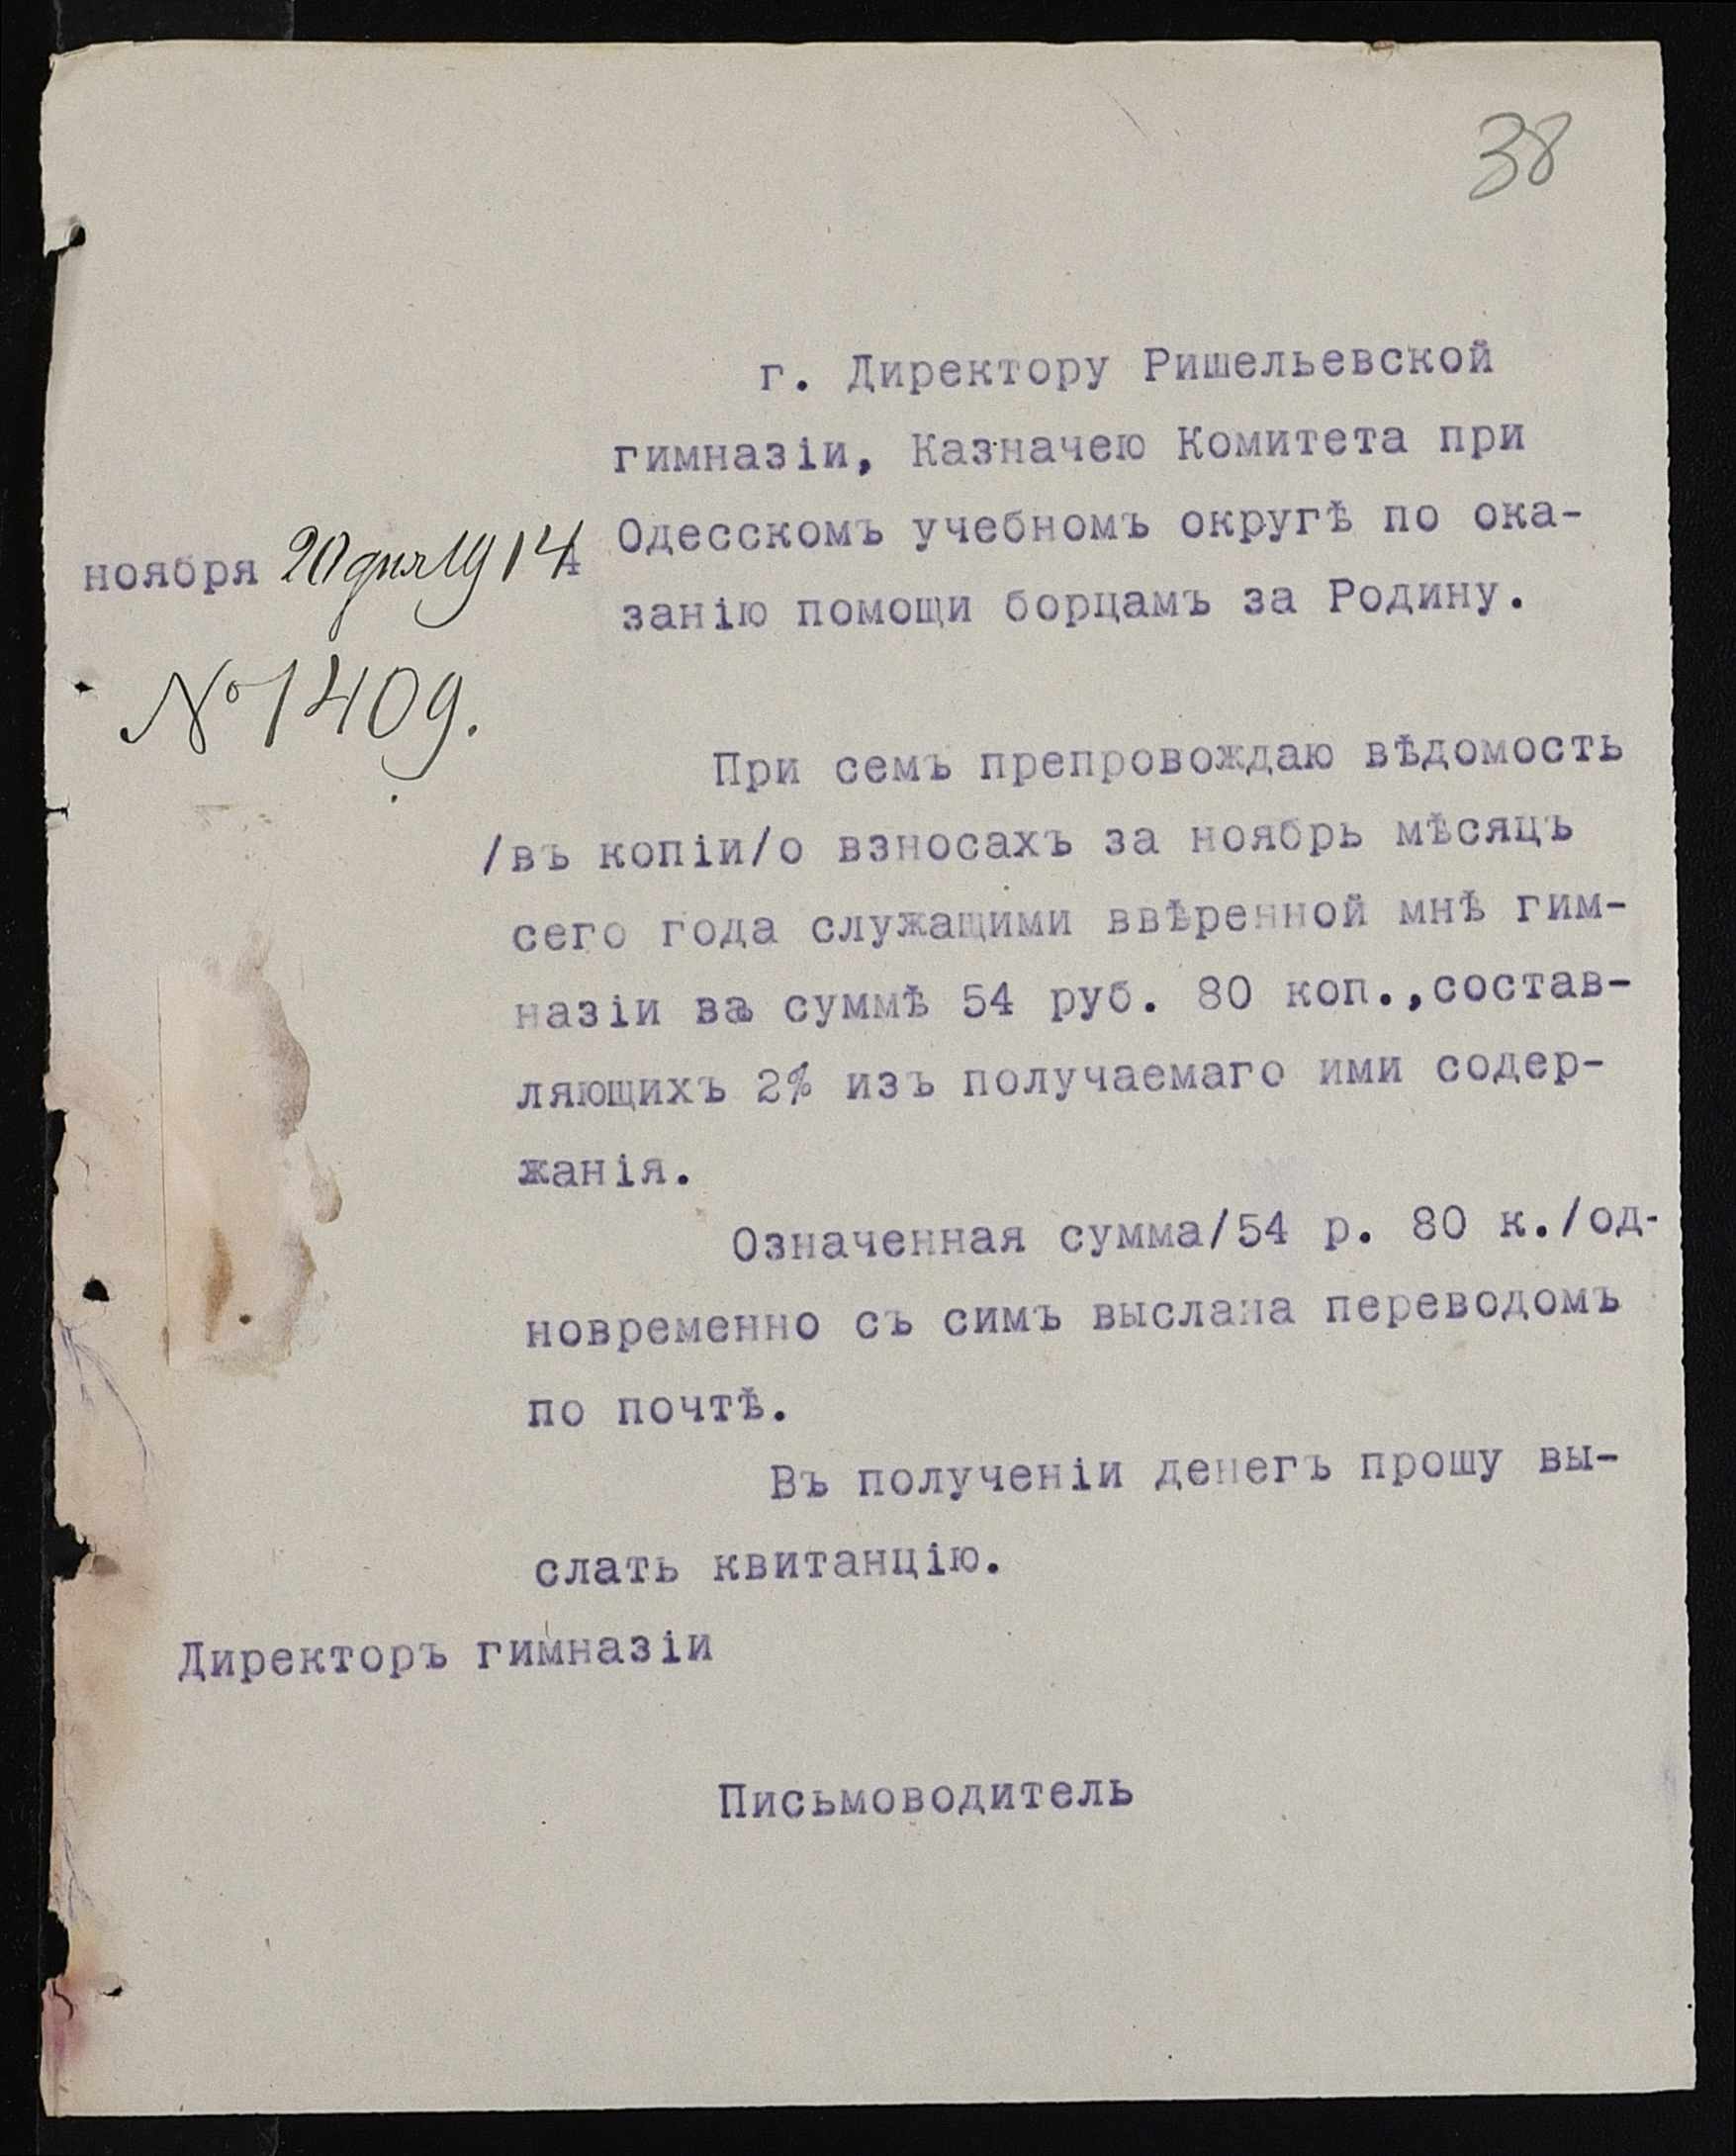 38
г. Директору Ришельевской
гимназіи, Казначею Комитета при
Одесскомъ учебномъ округѣ по ока-
занію помощи борцамъ за Родину.
ноября 20 дня 1914
№ 1409.
При семъ препровождаю вѣдомость
/въ копіи/о взносахъ за ноябрь мѣсяцъ
сего года служащими ввѣренной мнѣ гим-
назіи въ суммѣ 54 руб. 80 коп.,состав-
ляющихъ 2% изъ получаемаго ими содер-
жанія.
Означенная сумма/54 р. 80 к./од-
новременно съ симъ выслана переводомъ
по почтѣ.
Въ полученіи денегъ прошу вы-
слать квитанцію.
Директоръ гимназіи
Письмоводитель